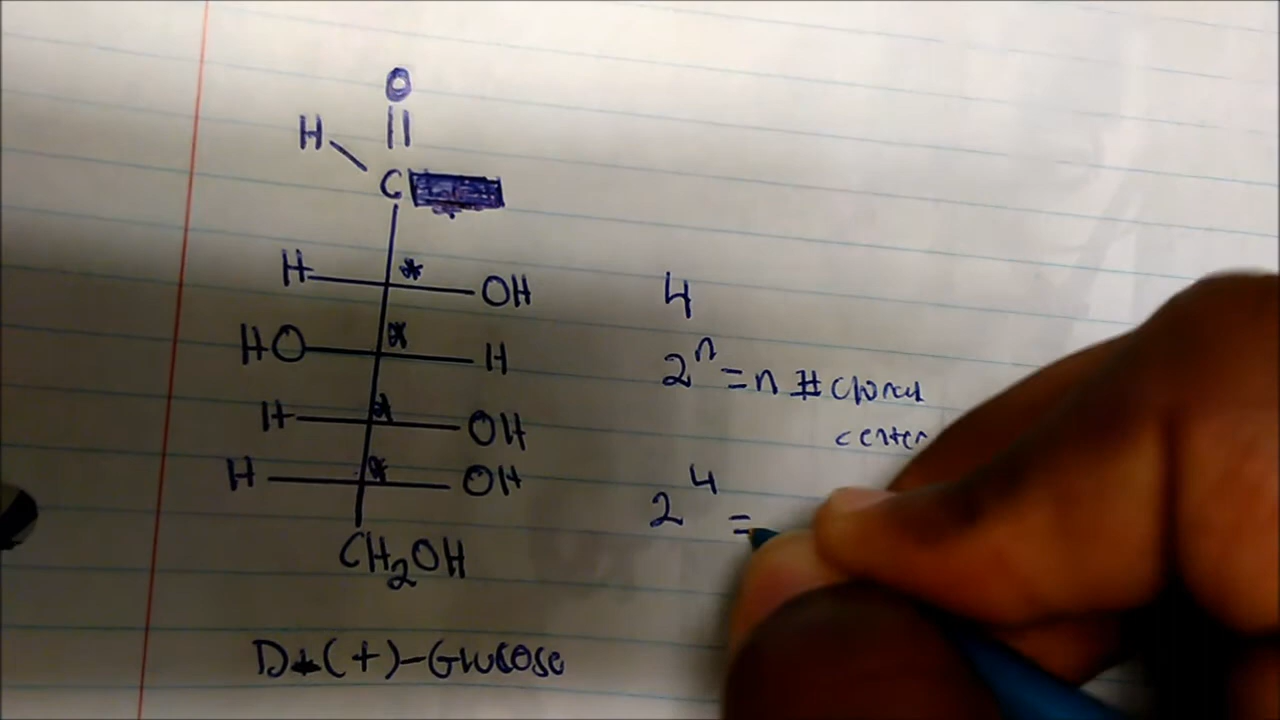 O
H
C
H * OH
HO * H
H * OH
H * OH
CH2OH
D-(+)-Glucose
4
2^n = n # chiral
center
2^4 =